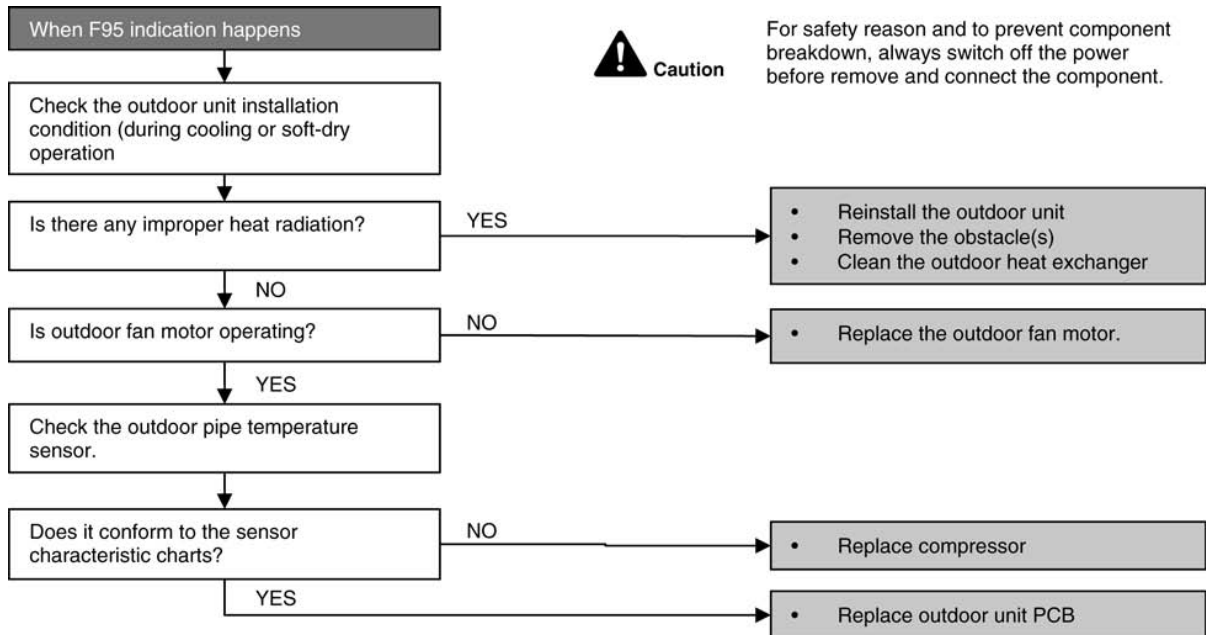 When F95 indication happens
Caution
For safety reason and to prevent component
breakdown, always switch off the power
before remove and connect the component.
Check the outdoor unit installation
condition (during cooling or soft-dry
operation
Is there any improper heat radiation?
YES
• Reinstall the outdoor unit
• Remove the obstacle(s)
• Clean the outdoor heat exchanger
NO
Is outdoor fan motor operating?
NO
• Replace the outdoor fan motor.
YES
Check the outdoor pipe temperature
sensor.
Does it conform to the sensor
characteristic charts?
NO
• Replace compressor
YES
• Replace outdoor unit PCB